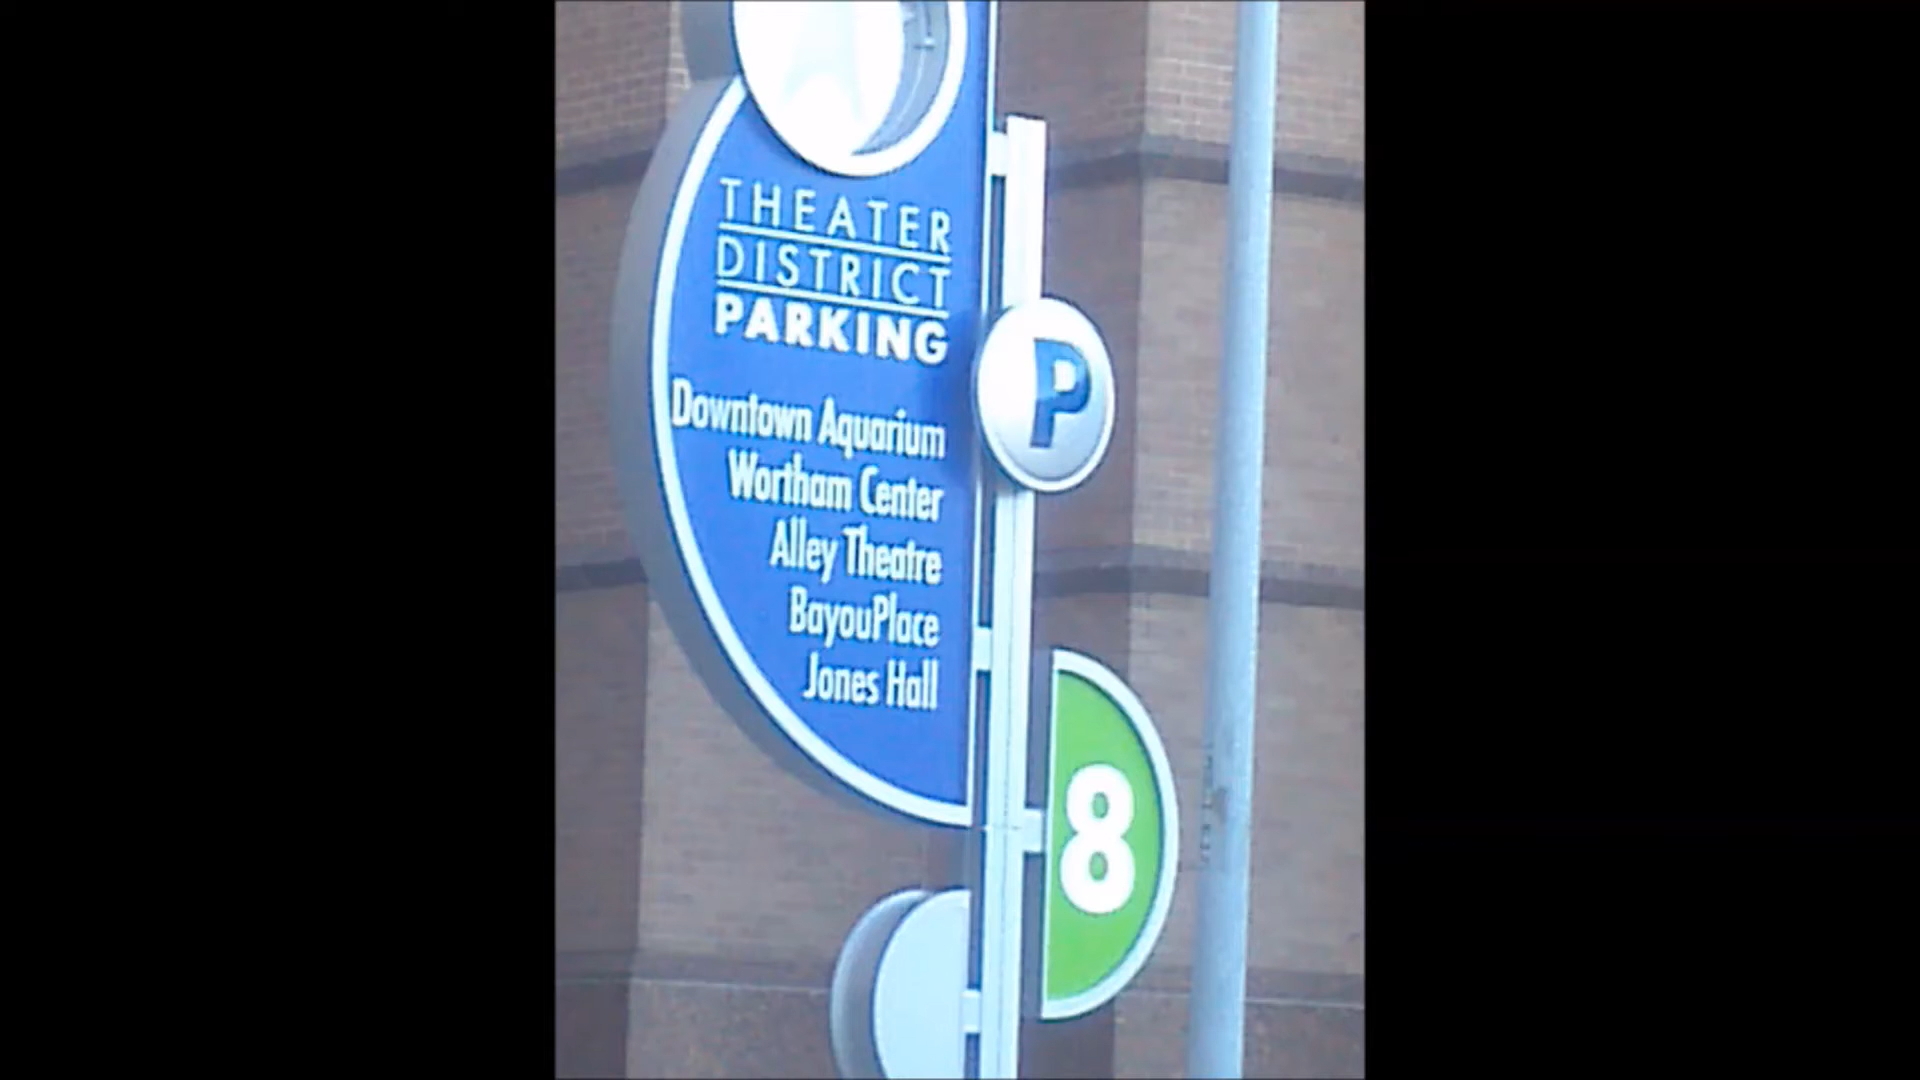 THEATER
DISTRICT
PARKING
Downtown Aquarium
Wortham Center
Alley Theatre
BayouPlace
Jones Hall
P
8